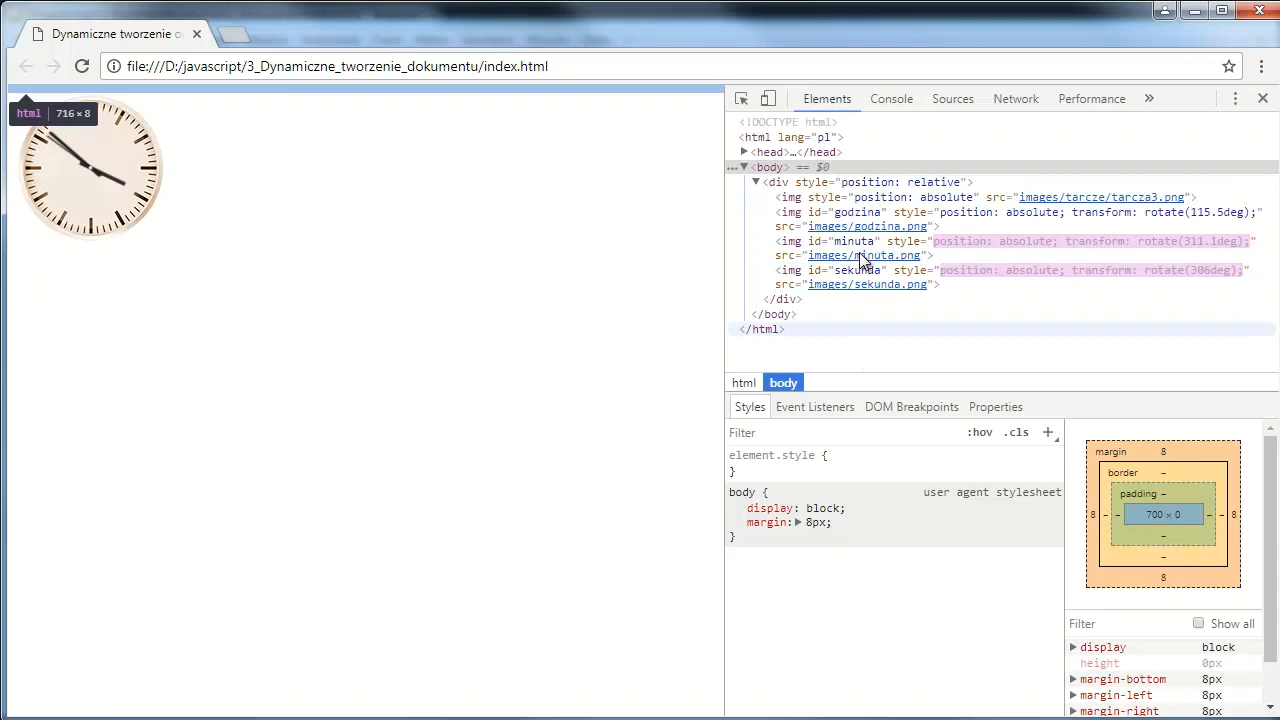 Dynamiczne tworzenie
file:///D:/javascript/3_Dynamiczne_tworzenie_dokumentu/index.html
html 716 × 8
Elements Console Sources Network Performance »
<!DOCTYPE html>
<html lang="pl">
<head>…</head>
…<body> == $0
<div style="position: relative">
<img style="position: absolute" src="images/tarcze/tarcza3.png">
<img id="godzina" style="position: absolute; transform: rotate(115.5deg);"
src="images/godzina.png">
<img id="minuta" style="position: absolute; transform: rotate(311.1deg);"
src="images/minuta.png">
<img id="sekunda" style="position: absolute; transform: rotate(306deg);"
src="images/sekunda.png">
</div>
</body>
</html>
html body
Styles Event Listeners DOM Breakpoints Properties
Filter :hov .cls +
element.style {
}
body { user agent stylesheet
display: block;
margin: 8px;
}
margin 8
border –
padding –
8 – – 700 × 0 – – 8
–
–
8
Filter Show all
display block
height 0px
margin-bottom 8px
margin-left 8px
margin-right 8px